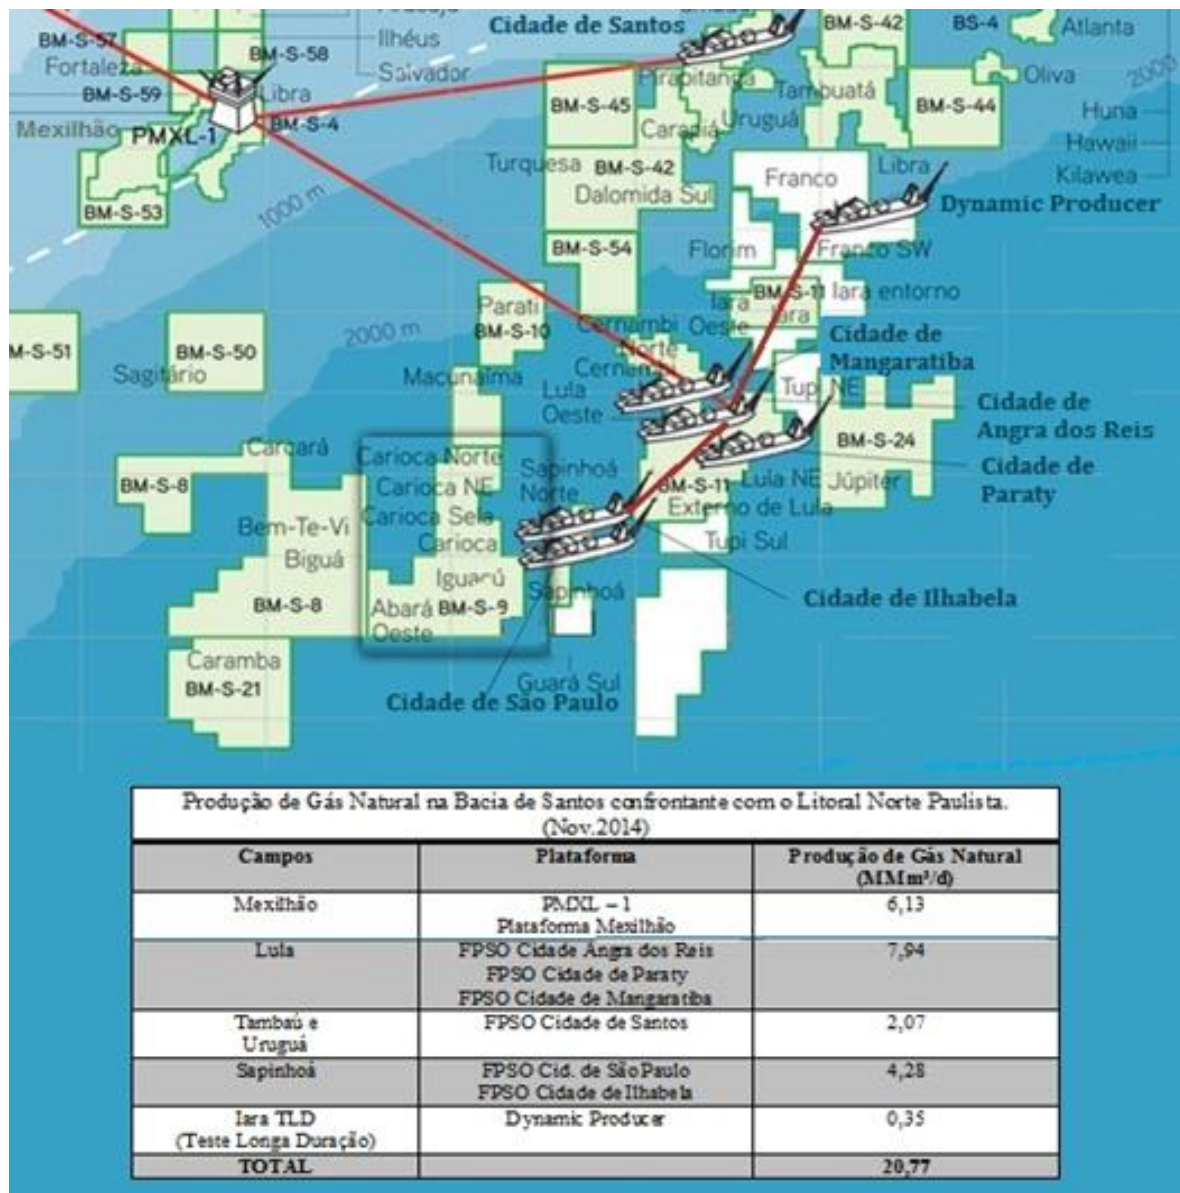 Cidade de Santos
BM-S-42
BS-4
Atlanta
BM-S-57
Ilhéus
BM-S-58
Fortaleza
Salvador
Pirapitanga
Oliva
2000
BM-S-59
Libra
Tambuatá
BM-S-45
BM-S-44
Huna
Mexilhão
PMXL-1
BM-S-4
Carapiá
Uruguá
Hawaii
Turquesa
BM-S-42
Libra
Kilawea
Franco
Dalomida Sul
1000 m
BM-S-53
Dynamic Producer
BM-S-54
Florim
Franco SW
Parati
BM-S-10
Iara
Oeste
BM-S-11
Iara entorno
Iara
Cernambi
Norte
2000 m
Cidade de
Mangaratiba
M-S-51
BM-S-50
Sagitário
Macunaíma
Lula
Oeste
Tupi NE
Cidade de
Angra dos Reis
BM-S-24
Carcará
Carioca Norte
Sapinhoá
Norte
Cidade de
Paraty
BM-S-8
Carioca NE
BM-S-11
Lula NE
Júpiter
Bem-Te-Vi
Carioca Sela
Externo de Lula
Carioca
Tupi Sul
Biguá
Iguaçú
BM-S-8
Abará
Oeste
BM-S-9
Sapinhoá
Cidade de Ilhabela
Caramba
BM-S-21
Guará Sul
Cidade de São Paulo
Produção de Gás Natural na Bacia de Santos confrontante com o Litoral Norte Paulista.
(Nov.2014)
Campos Plataforma Produção de Gás Natural
(MMm³/d)
Mexilhão PMXL – 1 6,13
Plataforma Mexilhão
Lula FPSO Cidade Angra dos Reis 7,94
FPSO Cidade de Paraty
FPSO Cidade de Mangaratiba
Tambaú e FPSO Cidade de Santos 2,07
Uruguá
Sapinhoá FPSO Cid. de São Paulo 4,28
FPSO Cidade de Ilhabela
Iara TLD Dynamic Producer 0,35
(Teste Longa Duração)
TOTAL 20,77